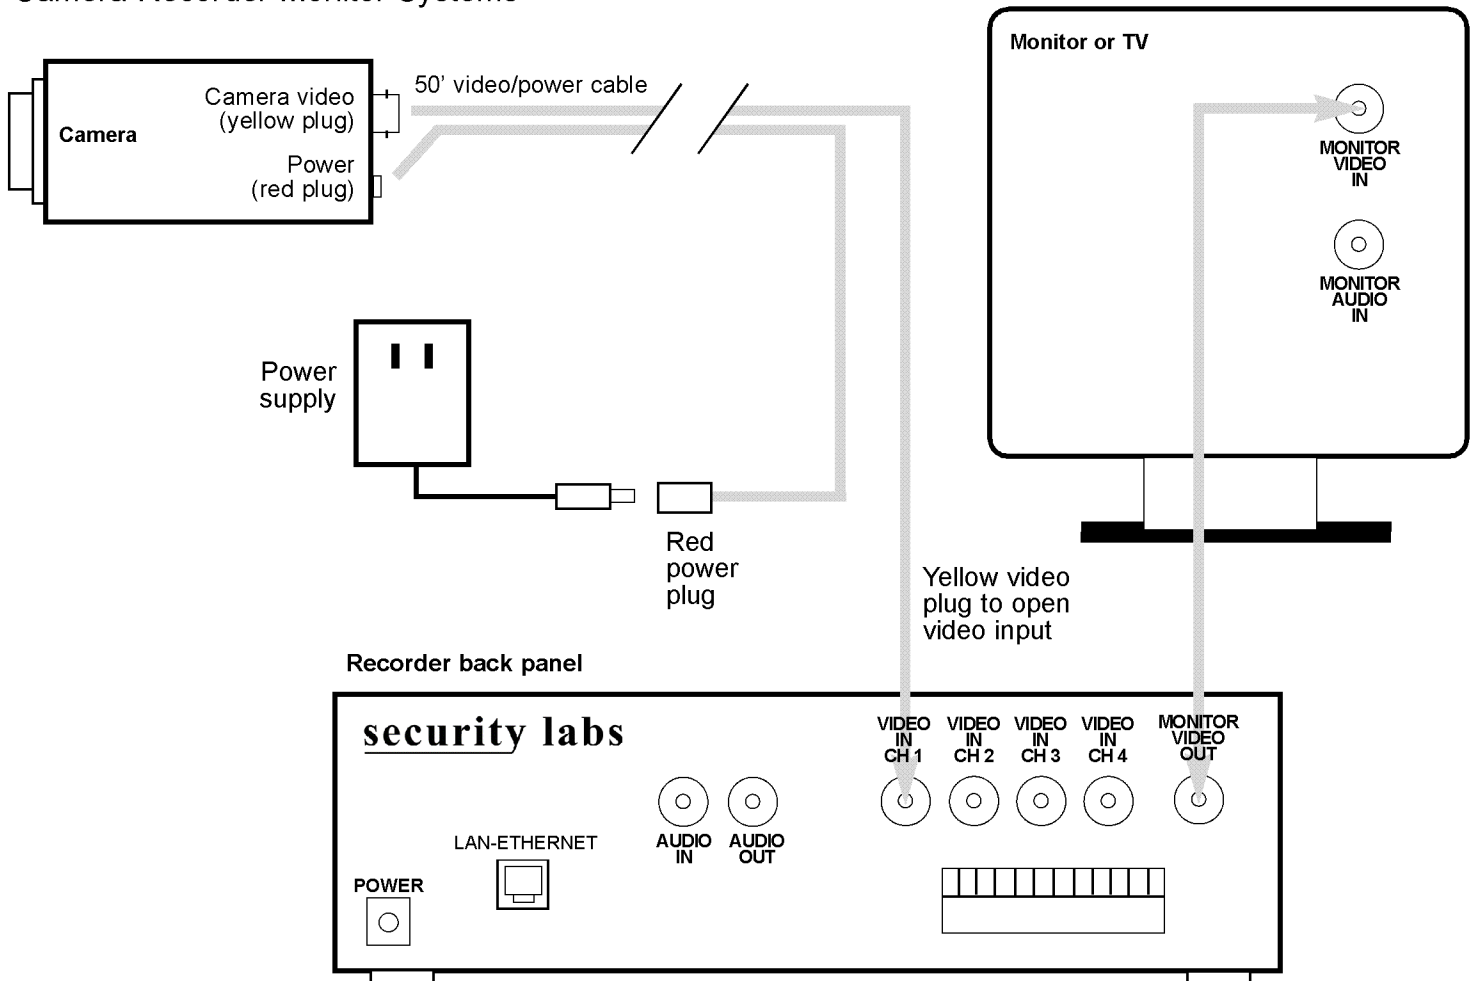 Camera-Recorder-Monitor Systems
Monitor or TV
50’ video/power cable
Camera video
(yellow plug)
Camera
Power
(red plug)
MONITOR
VIDEO
IN
MONITOR
AUDIO
IN
Power
supply
Red
power
plug
Yellow video
plug to open
video input
Recorder back panel
security labs
VIDEO
IN
CH 1
VIDEO
IN
CH 2
VIDEO
IN
CH 3
VIDEO
IN
CH 4
MONITOR
VIDEO
OUT
AUDIO
IN
AUDIO
OUT
LAN-ETHERNET
POWER